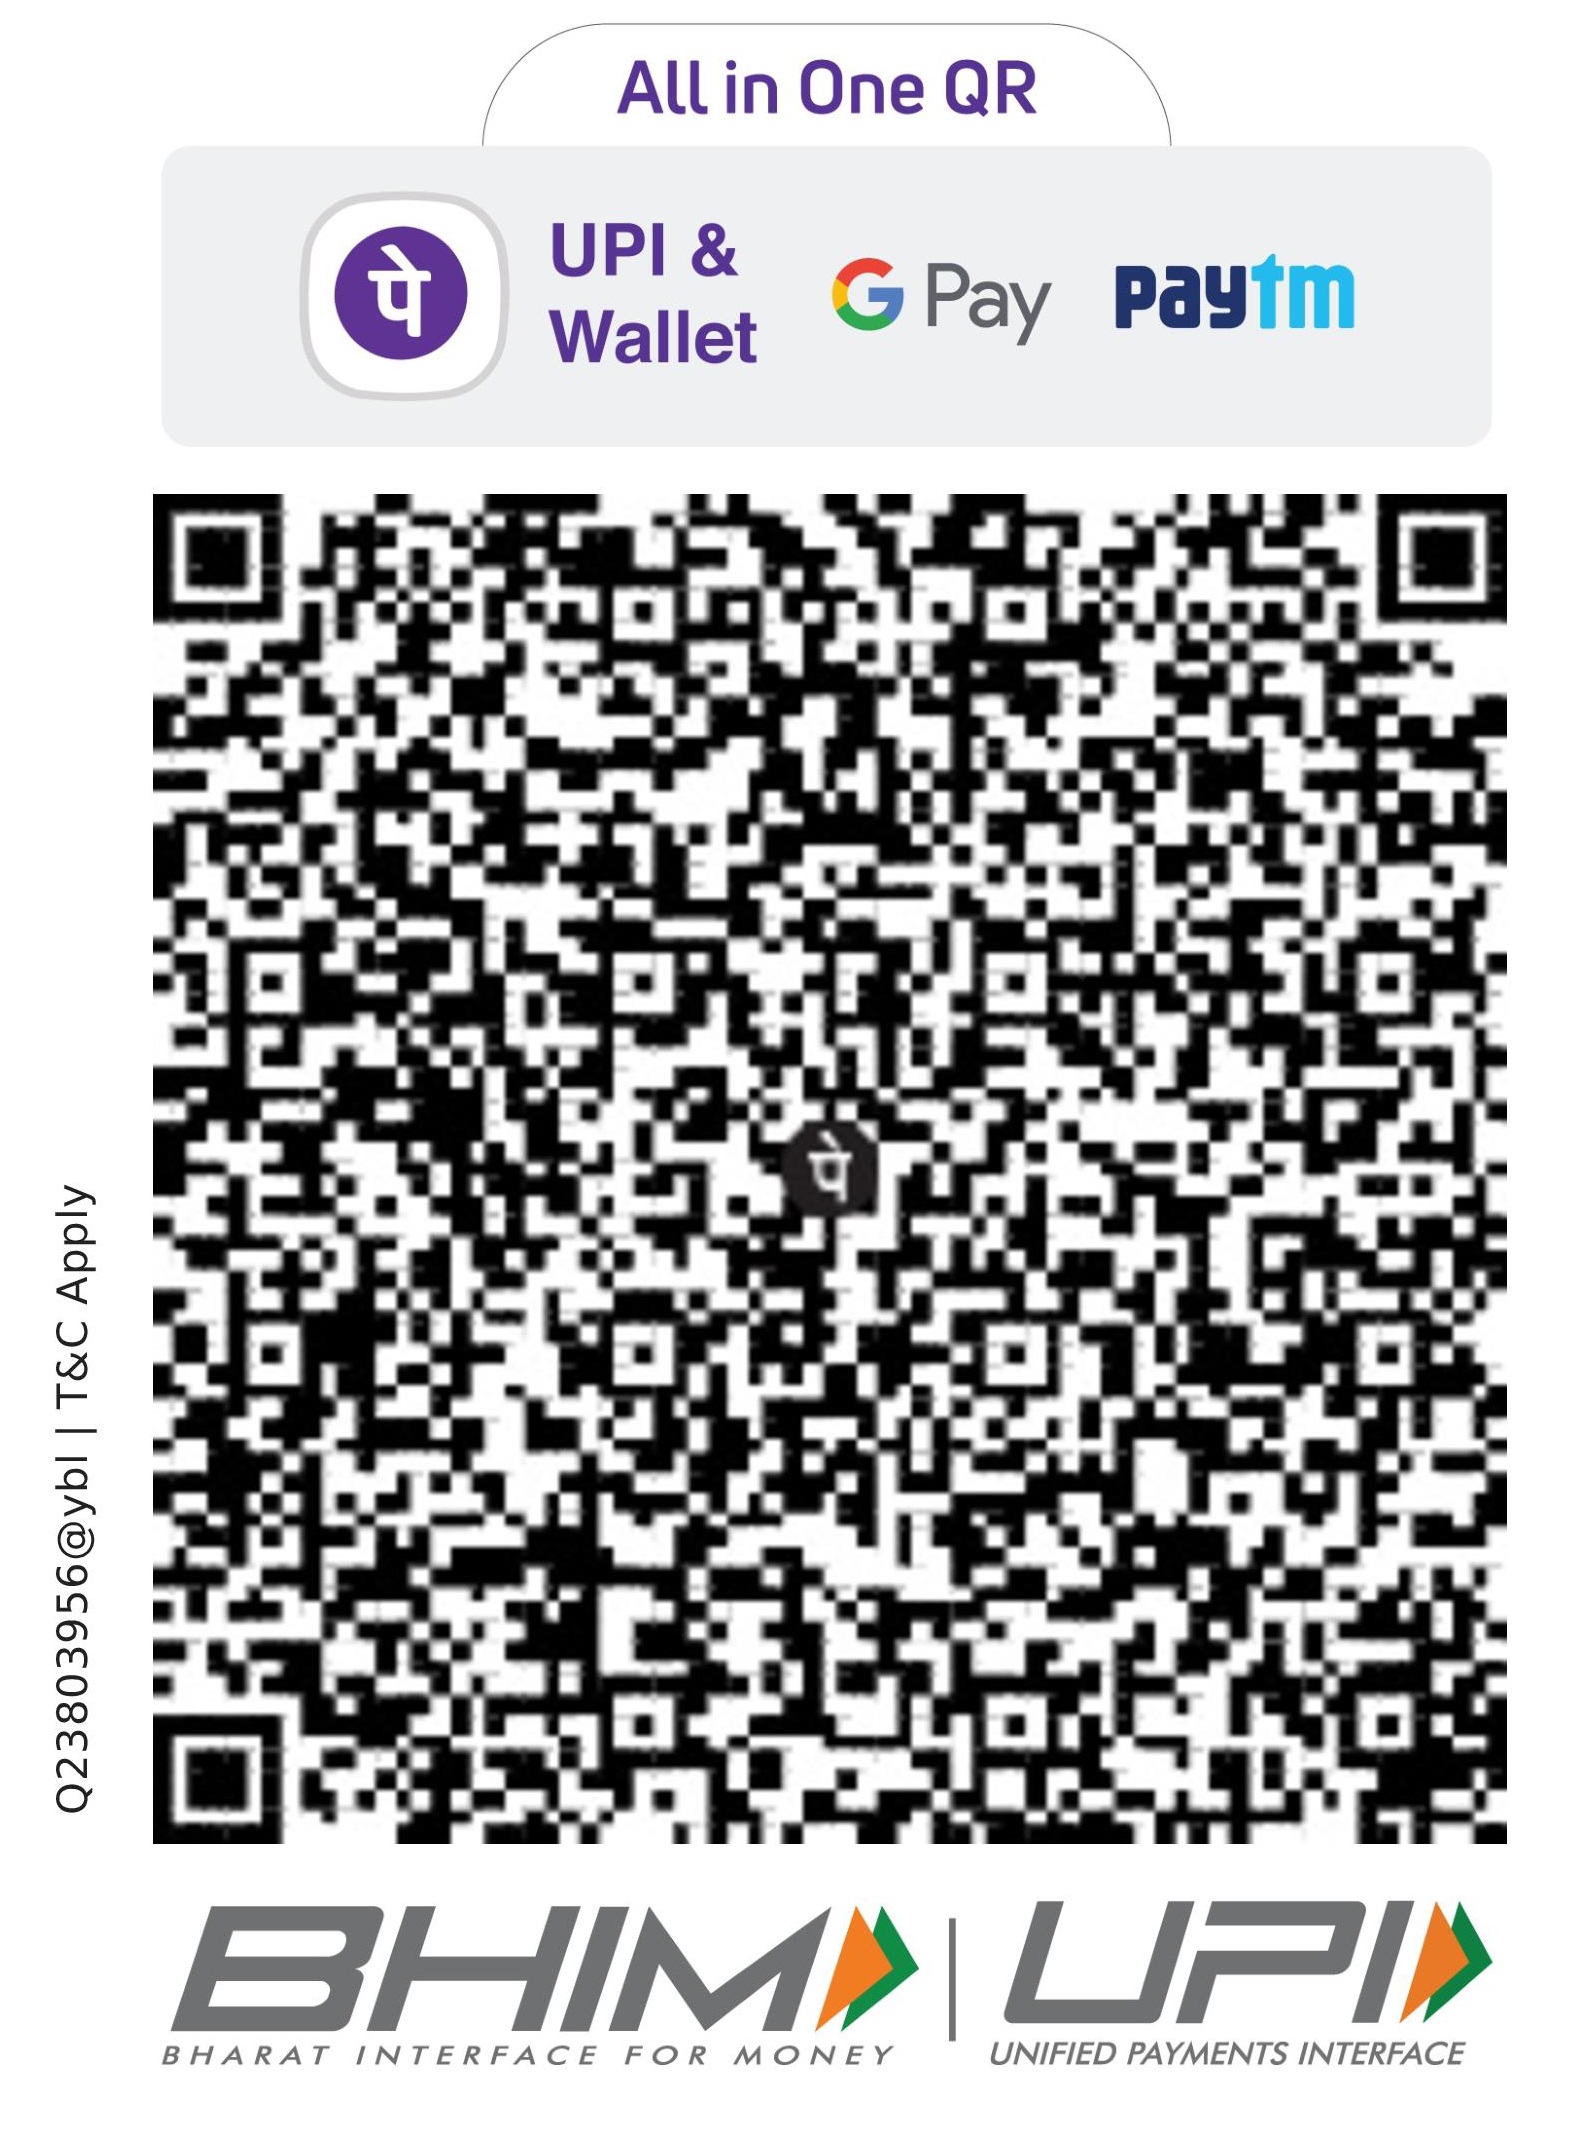 All in One QR
पे
UPI &
Wallet
G Pay
paytm
पे
Q238039566@ybl | T&C Apply
BHIM
BHARAT INTERFACE FOR MONEY
UPI
UNIFIED PAYMENTS INTERFACE